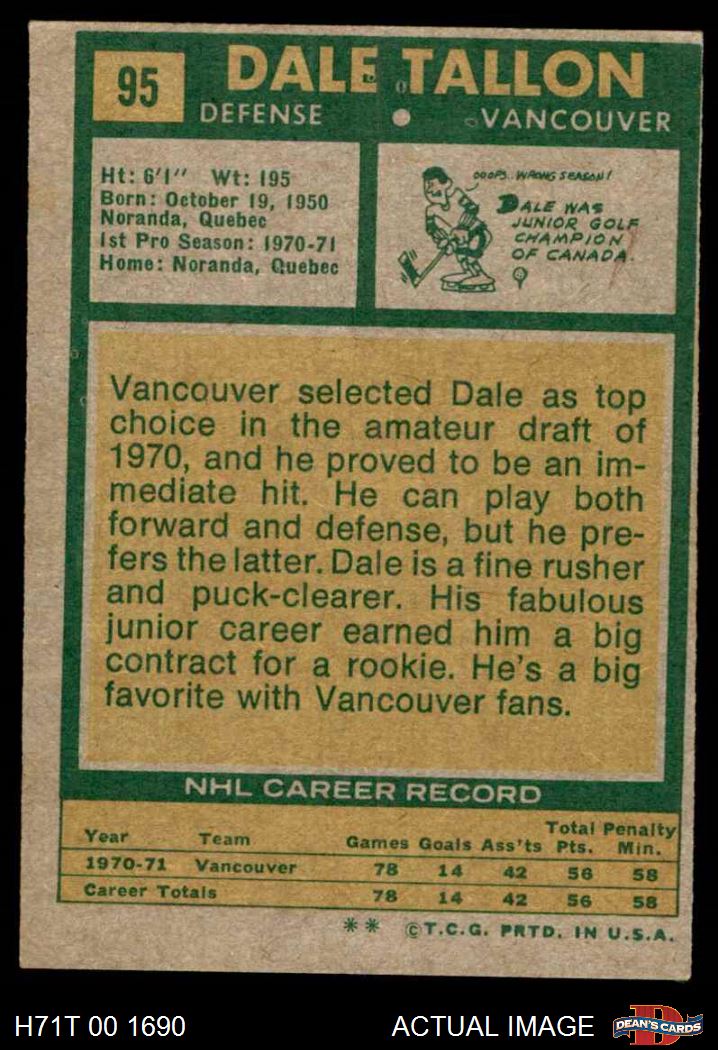 95
DALE TALLON
DEFENSE
VANCOUVER
Ht: 6'1" Wt: 195
Born: October 19, 1950
Noranda, Quebec
1st Pro Season: 1970-71
Home: Noranda, Quebec
OOOPS.. WRONG SEASON!
DALE WAS
JUNIOR GOLF
CHAMPION
OF CANADA.
Vancouver selected Dale as top
choice in the amateur draft of
1970, and he proved to be an im-
mediate hit. He can play both
forward and defense, but he pre-
fers the latter. Dale is a fine rusher
and puck-clearer. His fabulous
junior career earned him a big
contract for a rookie. He's a big
favorite with Vancouver fans.
NHL CAREER RECORD
Year Team Games Goals Ass'ts Total Pts. Penalty Min.
1970-71 Vancouver 78 14 42 56 58
Career Totals 78 14 42 56 58
** ©T.C.G. PRTD. IN U.S.A.
H71T 00 1690 ACTUAL IMAGE DEAN'S CARDS